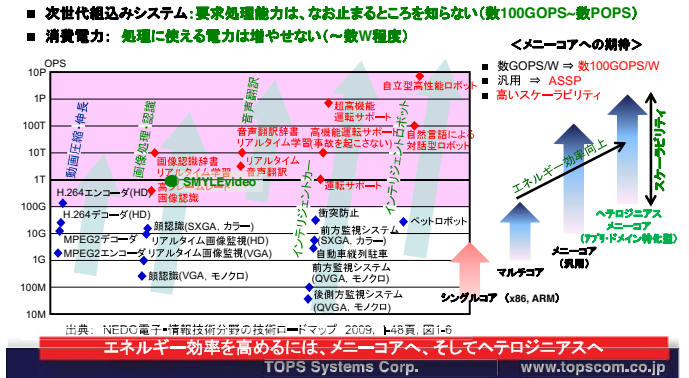 ■ 次世代組込みシステム：要求処理能力は、なお止まるところを知らない（数100GOPS~数POPS）
■ 消費電力： 処理に使える電力は増やせない（～数W程度）
＜メニーコアへの期待＞
■ 数GOPS/W ⇒ 数100GOPS/W
■ 汎用 ⇒ ASSP
■ 高いスケーラビリティ
OPS
10P
1P
100T
10T
1T
100G
10G
1G
100M
10M
動画圧縮・伸長
画像処理・認識
音声翻訳
インテリジェントカー
インテリジェントロボット
自立型高性能ロボット
超高機能
運転サポート
自然言語による
対話型ロボット
音声翻訳辞書
リアルタイム学習
高機能運転サポート
(事故を起こさない)
画像認識辞書
リアルタイム学習
リアルタイム
音声翻訳
運転サポート
高フレームレート
画像認識
SMYLEvideo
H.264エンコーダ(HD)
H.264デコーダ(HD)
MPEG2デコーダ
MPEG2エンコーダ
顔認識(SXGA, カラー)
リアルタイム画像監視(HD)
リアルタイム画像監視(VGA)
顔認識(VGA, モノクロ)
衝突防止
前方監視システム
(SXGA, カラー)
自動車縦列駐車
前方監視システム
(QVGA, モノクロ)
後側方監視システム
(QVGA, モノクロ)
ペットロボット
エネルギー効率向上
スケーラビリティ
シングルコア (x86, ARM)
マルチコア
メニーコア
（汎用）
ヘテロジニアス
メニーコア
（アプリ・ドメイン特化型）
出典： NEDO電子・情報技術分野の技術ロードマップ 2009, Ⅰ-48頁, 図1-6
エネルギー効率を高めるには、メニーコアへ、そしてヘテロジニアスへ
TOPS Systems Corp.
www.topscom.co.jp